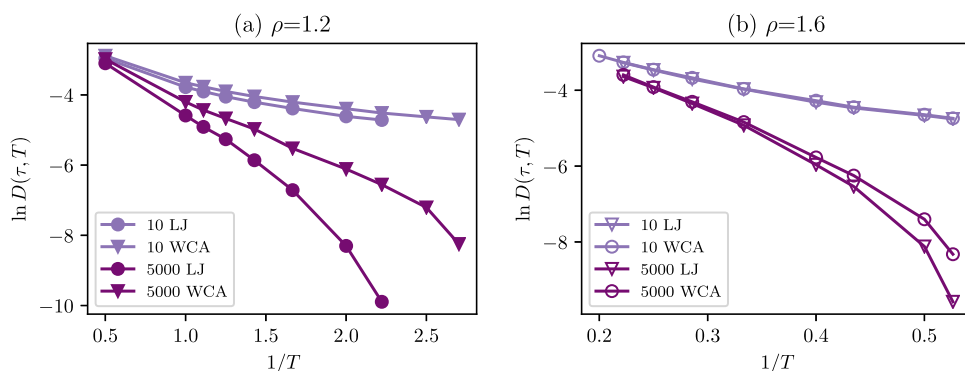 (a) ρ=1.2
ln D(τ, T)
−4
−6
−8
−10
10 LJ
10 WCA
5000 LJ
5000 WCA
0.5 1.0 1.5 2.0 2.5
1/T
(b) ρ=1.6
ln D(τ, T)
−4
−6
−8
10 LJ
10 WCA
5000 LJ
5000 WCA
0.2 0.3 0.4 0.5
1/T